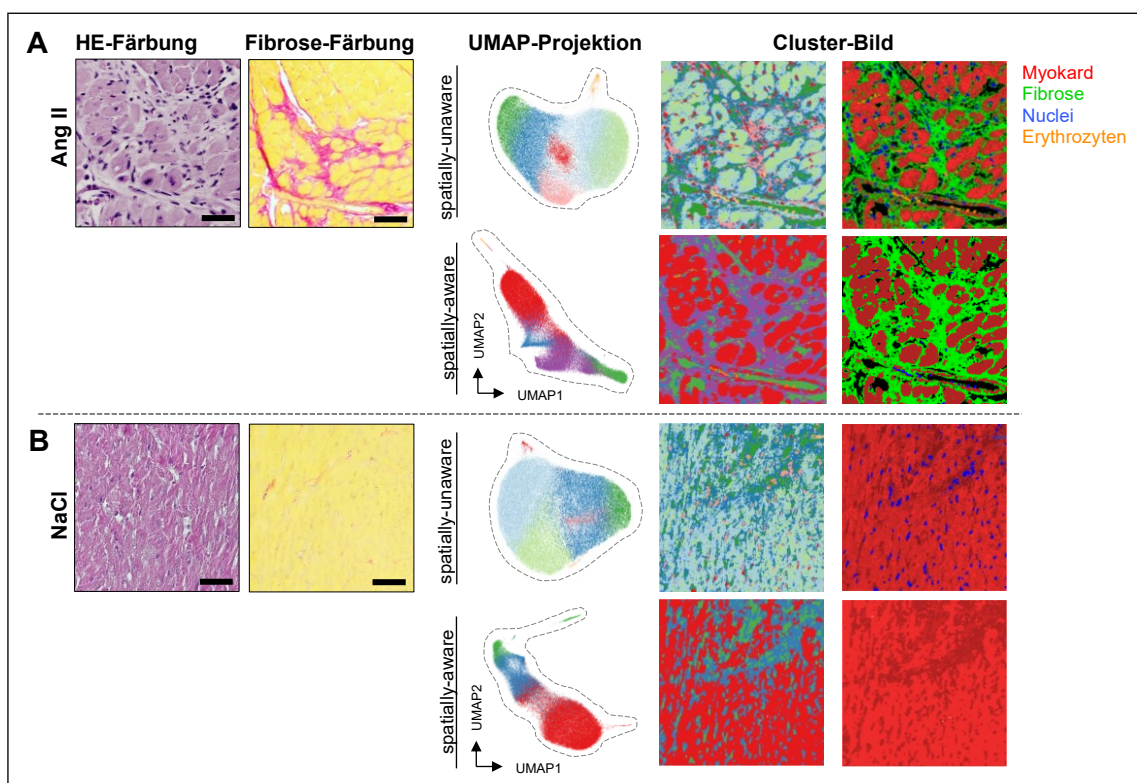 A
HE-Färbung
Fibrose-Färbung
UMAP-Projektion
Cluster-Bild
Ang II
spatially-unaware
Myokard
Fibrose
Nuclei
Erythrozyten
spatially-aware
UMAP2
UMAP1
B
NaCl
spatially-unaware
spatially-aware
UMAP2
UMAP1